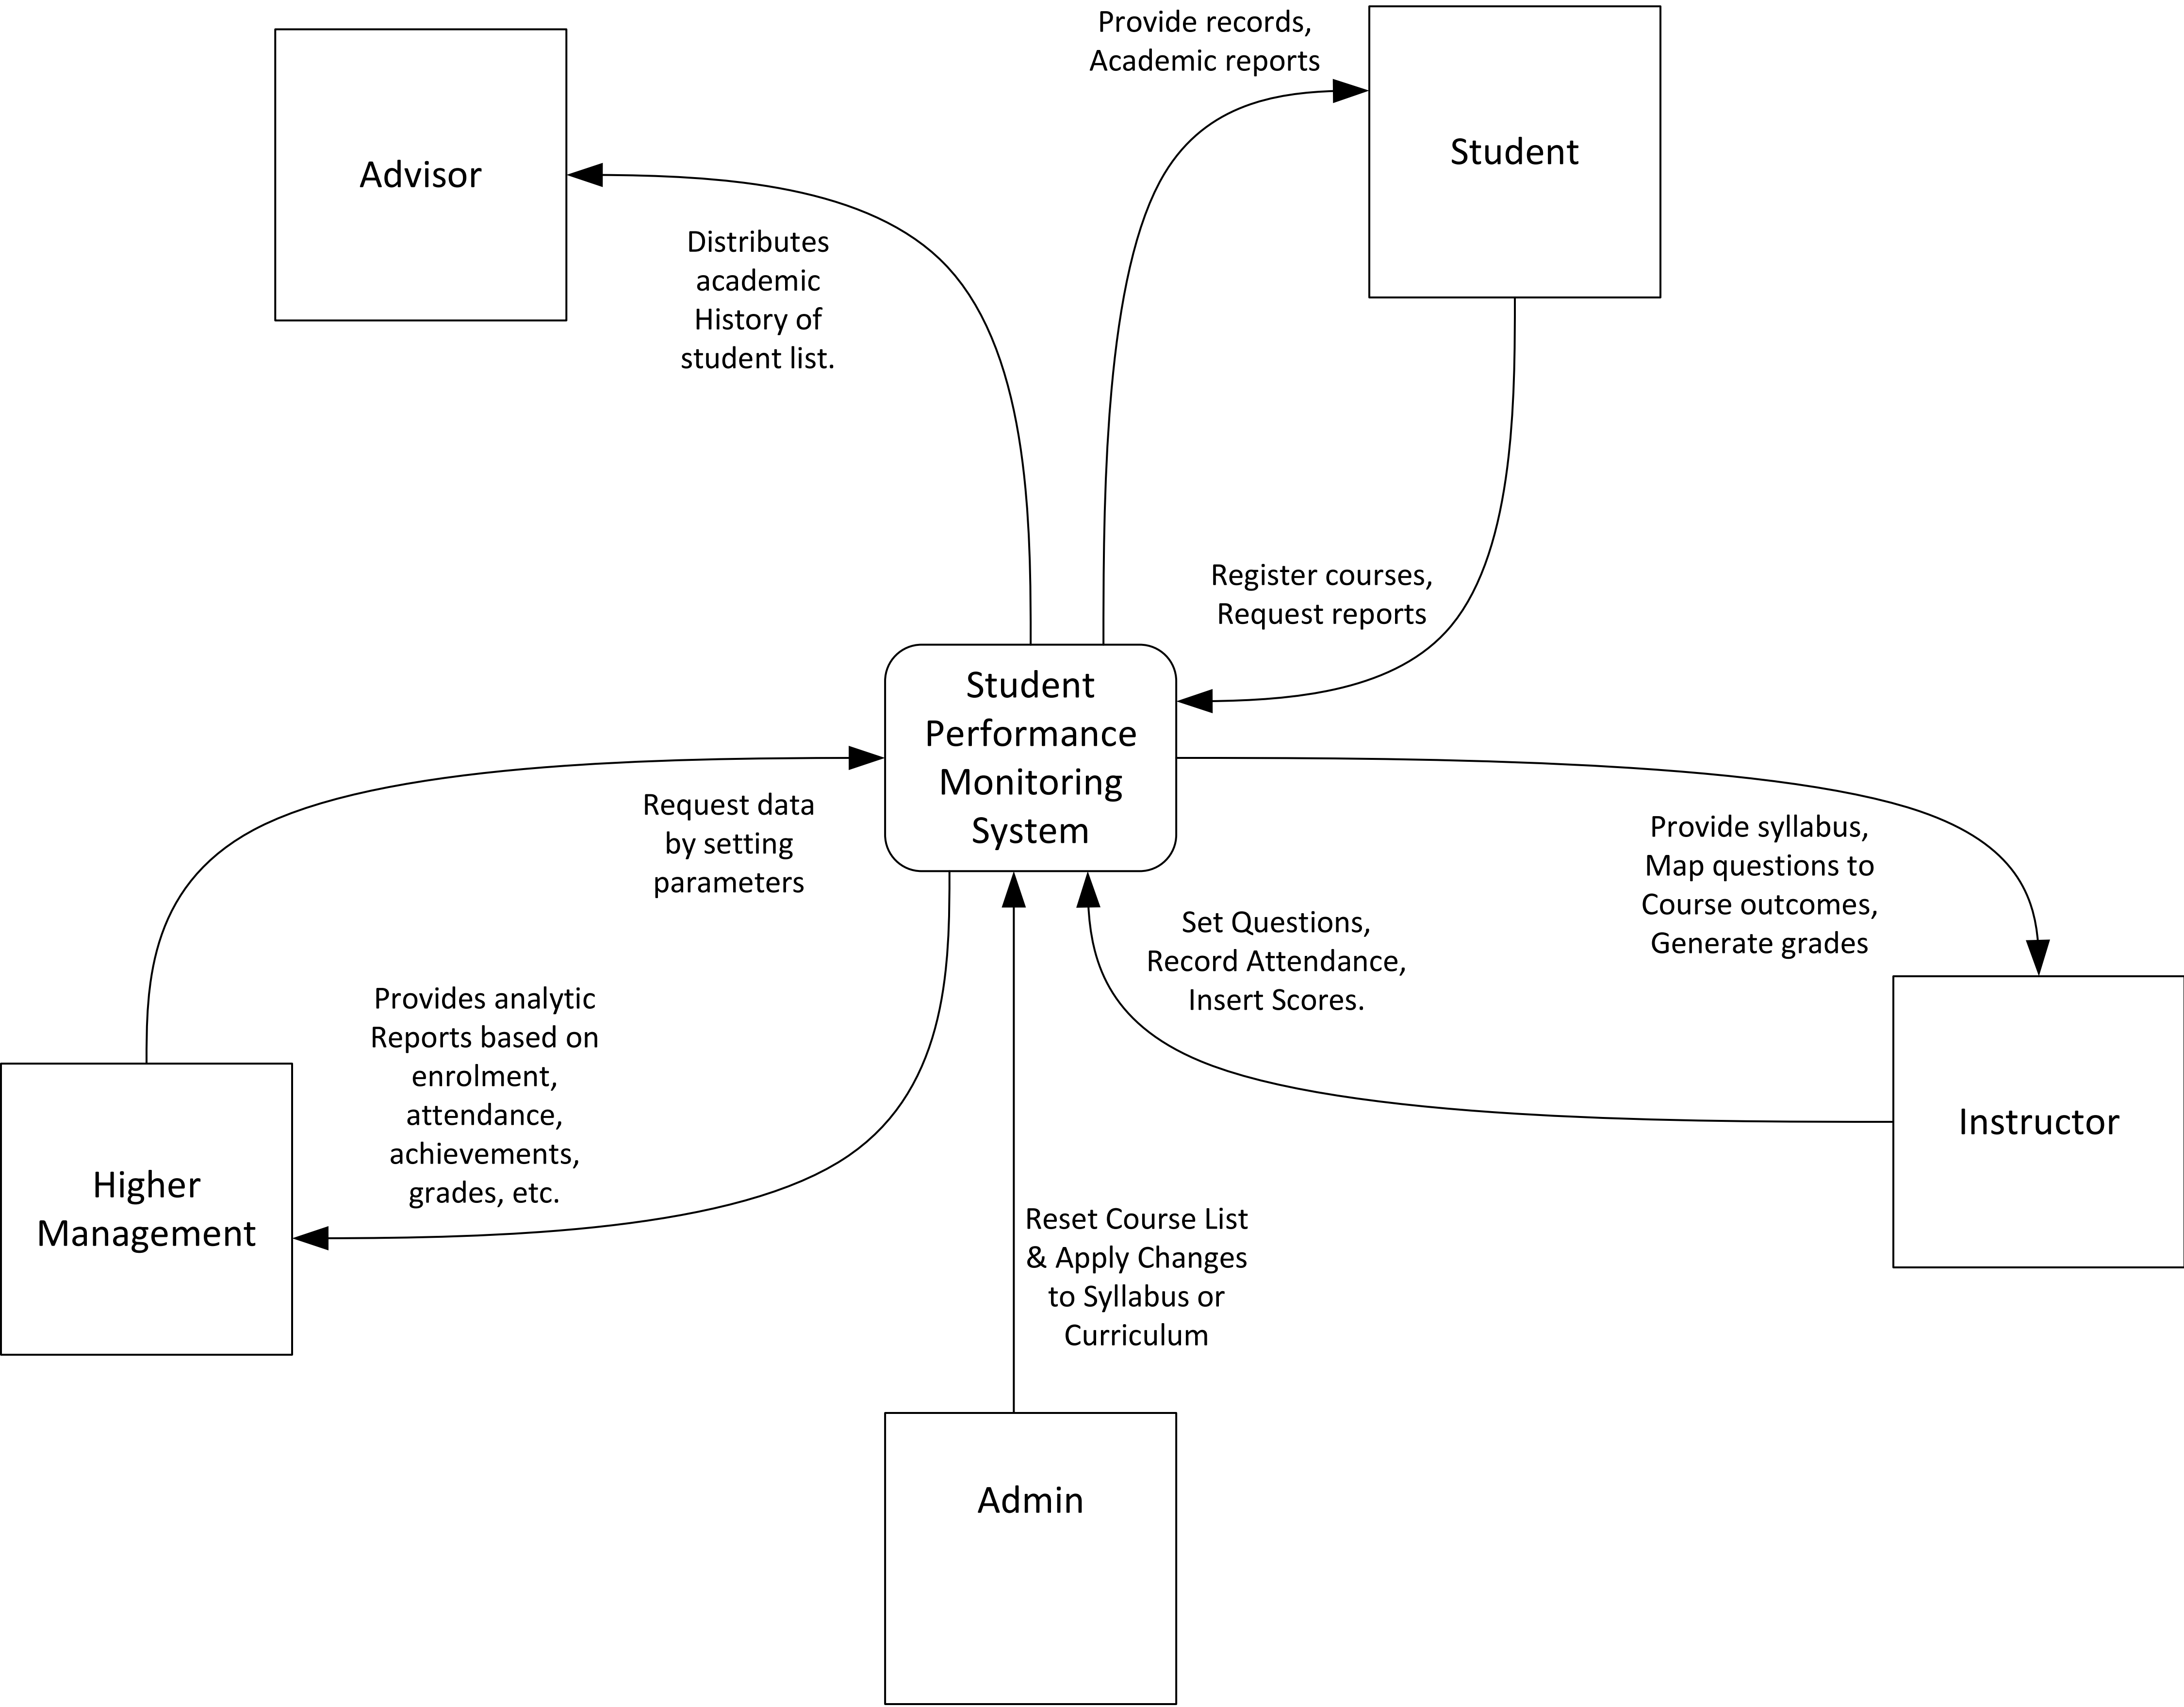 Provide records,
Academic reports
Advisor
Student
Distributes
academic
History of
student list.
Register courses,
Request reports
Student
Performance
Monitoring
System
Request data
by setting
parameters
Provide syllabus,
Map questions to
Course outcomes,
Generate grades
Set Questions,
Record Attendance,
Insert Scores.
Provides analytic
Reports based on
enrolment,
attendance,
achievements,
grades, etc.
Higher
Management
Instructor
Reset Course List
& Apply Changes
to Syllabus or
Curriculum
Admin